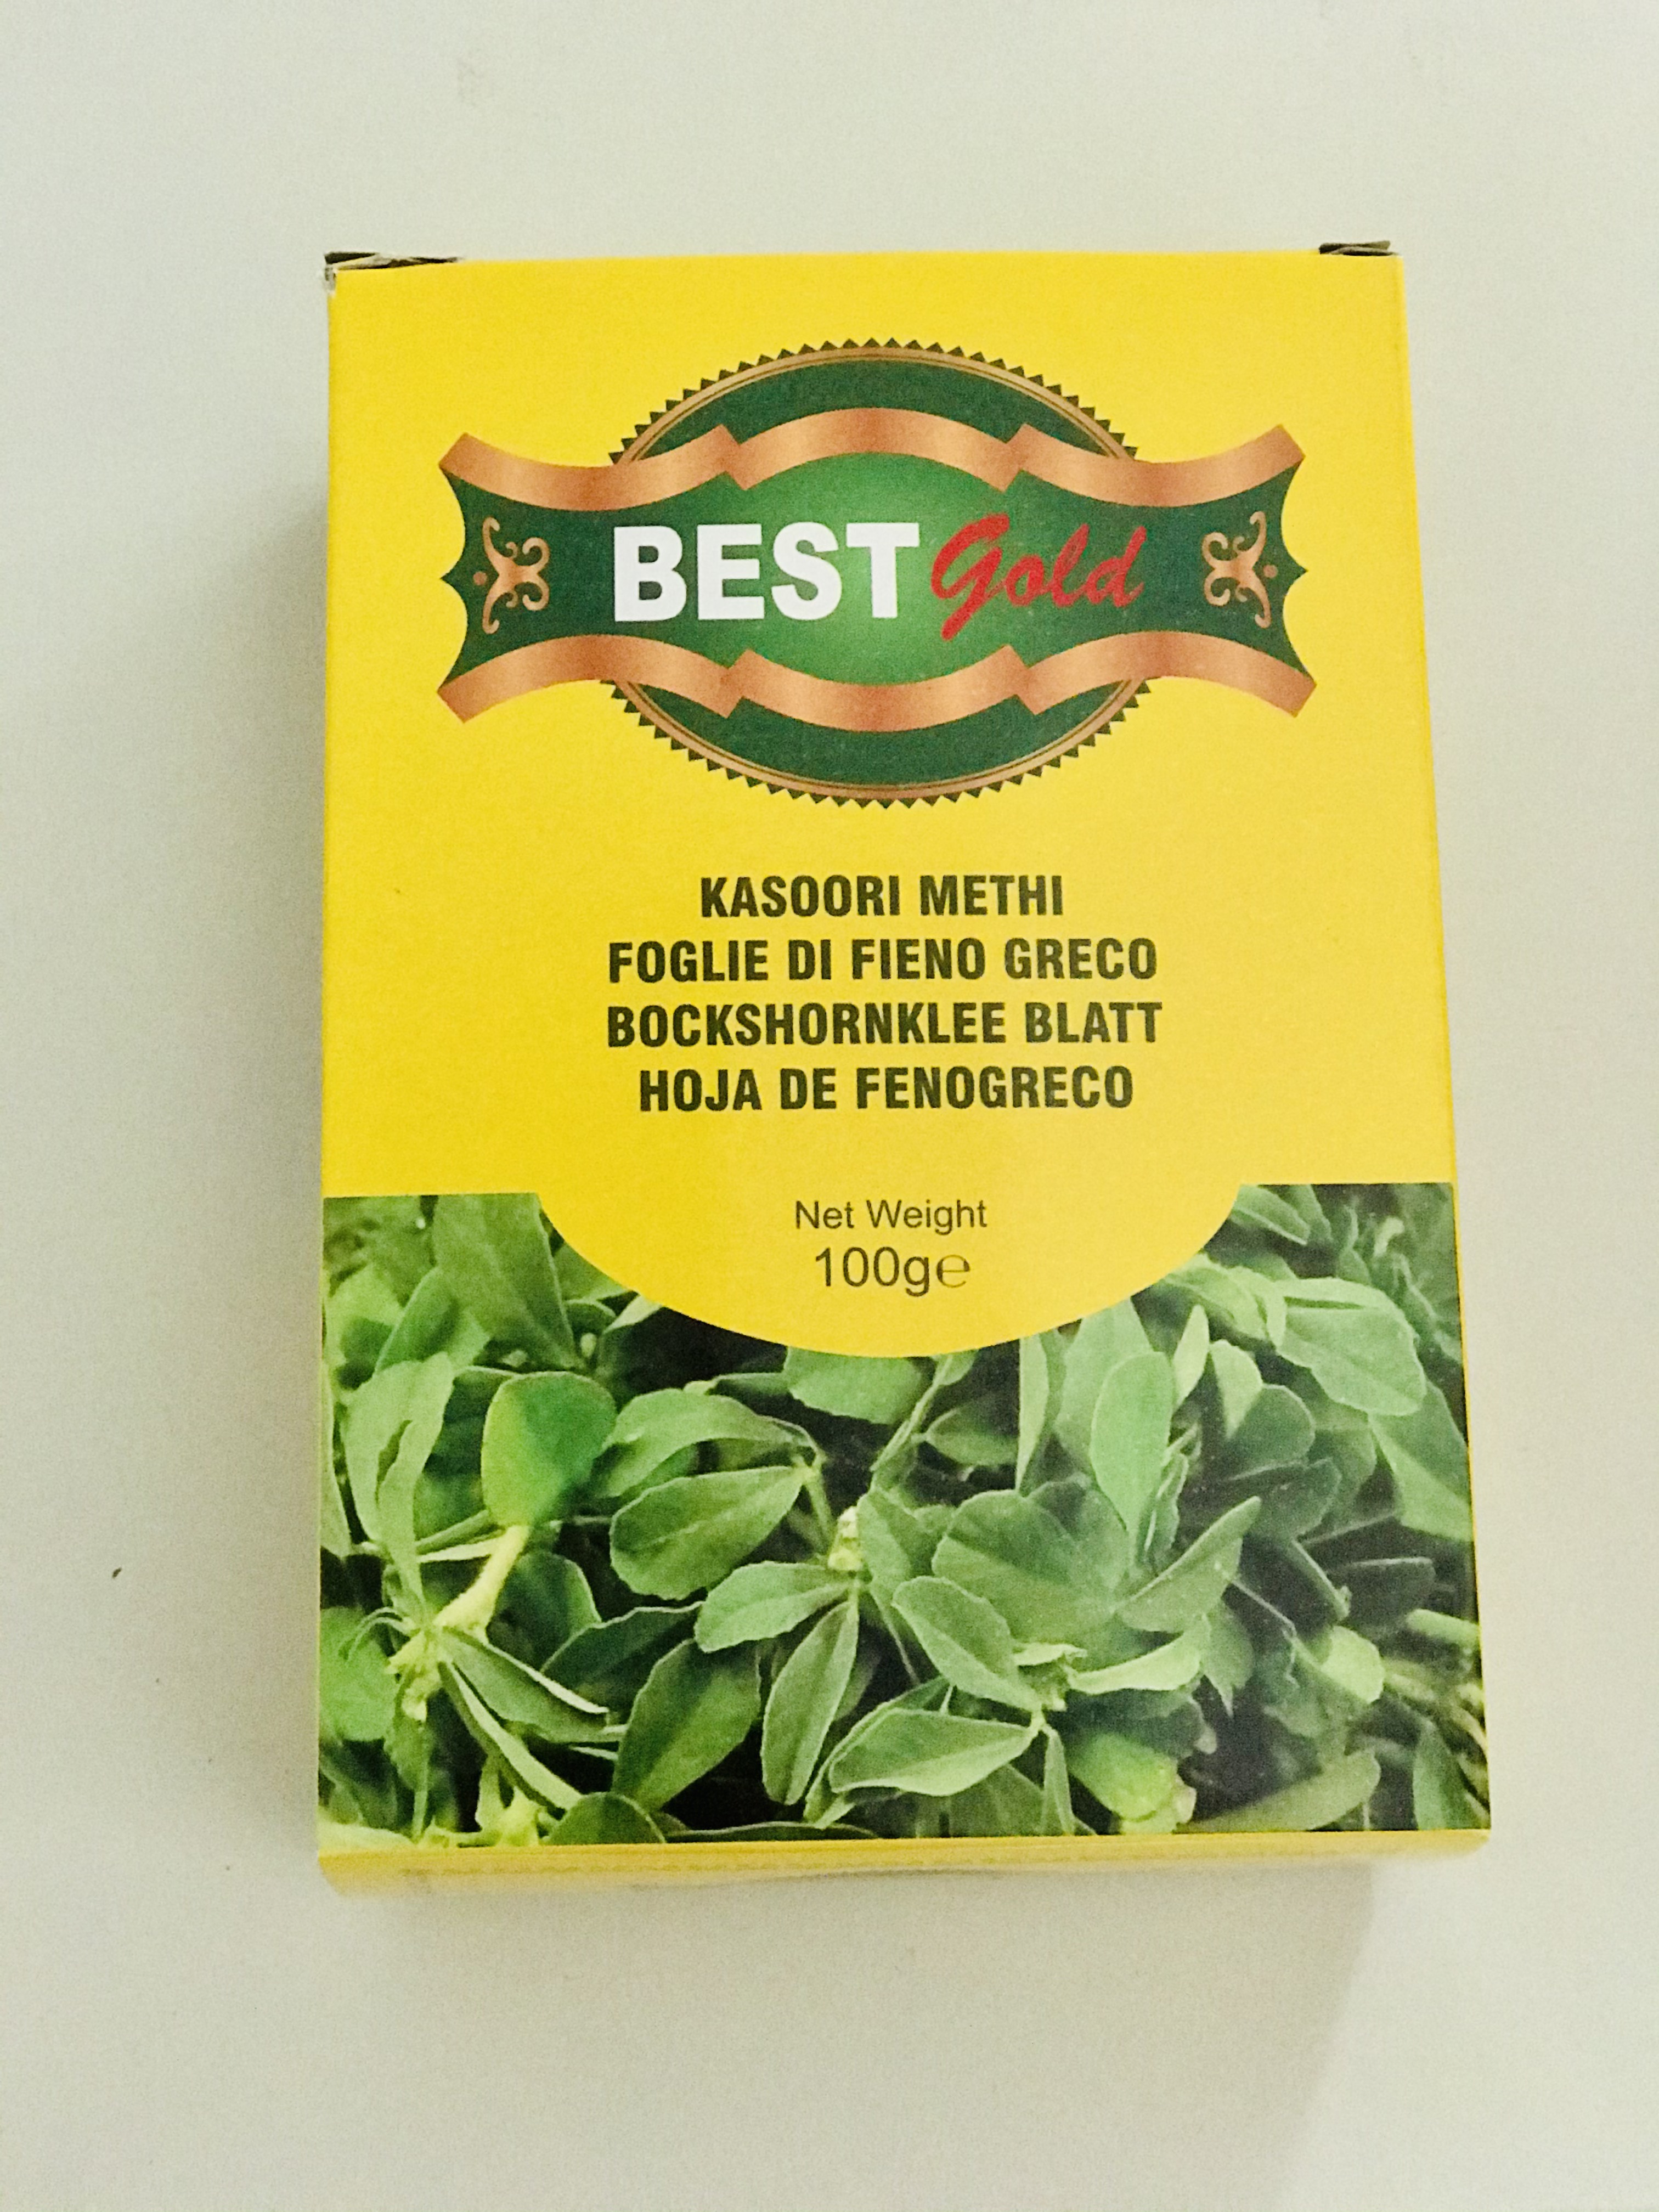 BEST Gold
KASOORI METHI
FOGLIE DI FIENO GRECO
BOCKSHORNKLEE BLATT
HOJA DE FENOGRECO
Net Weight
100g℮